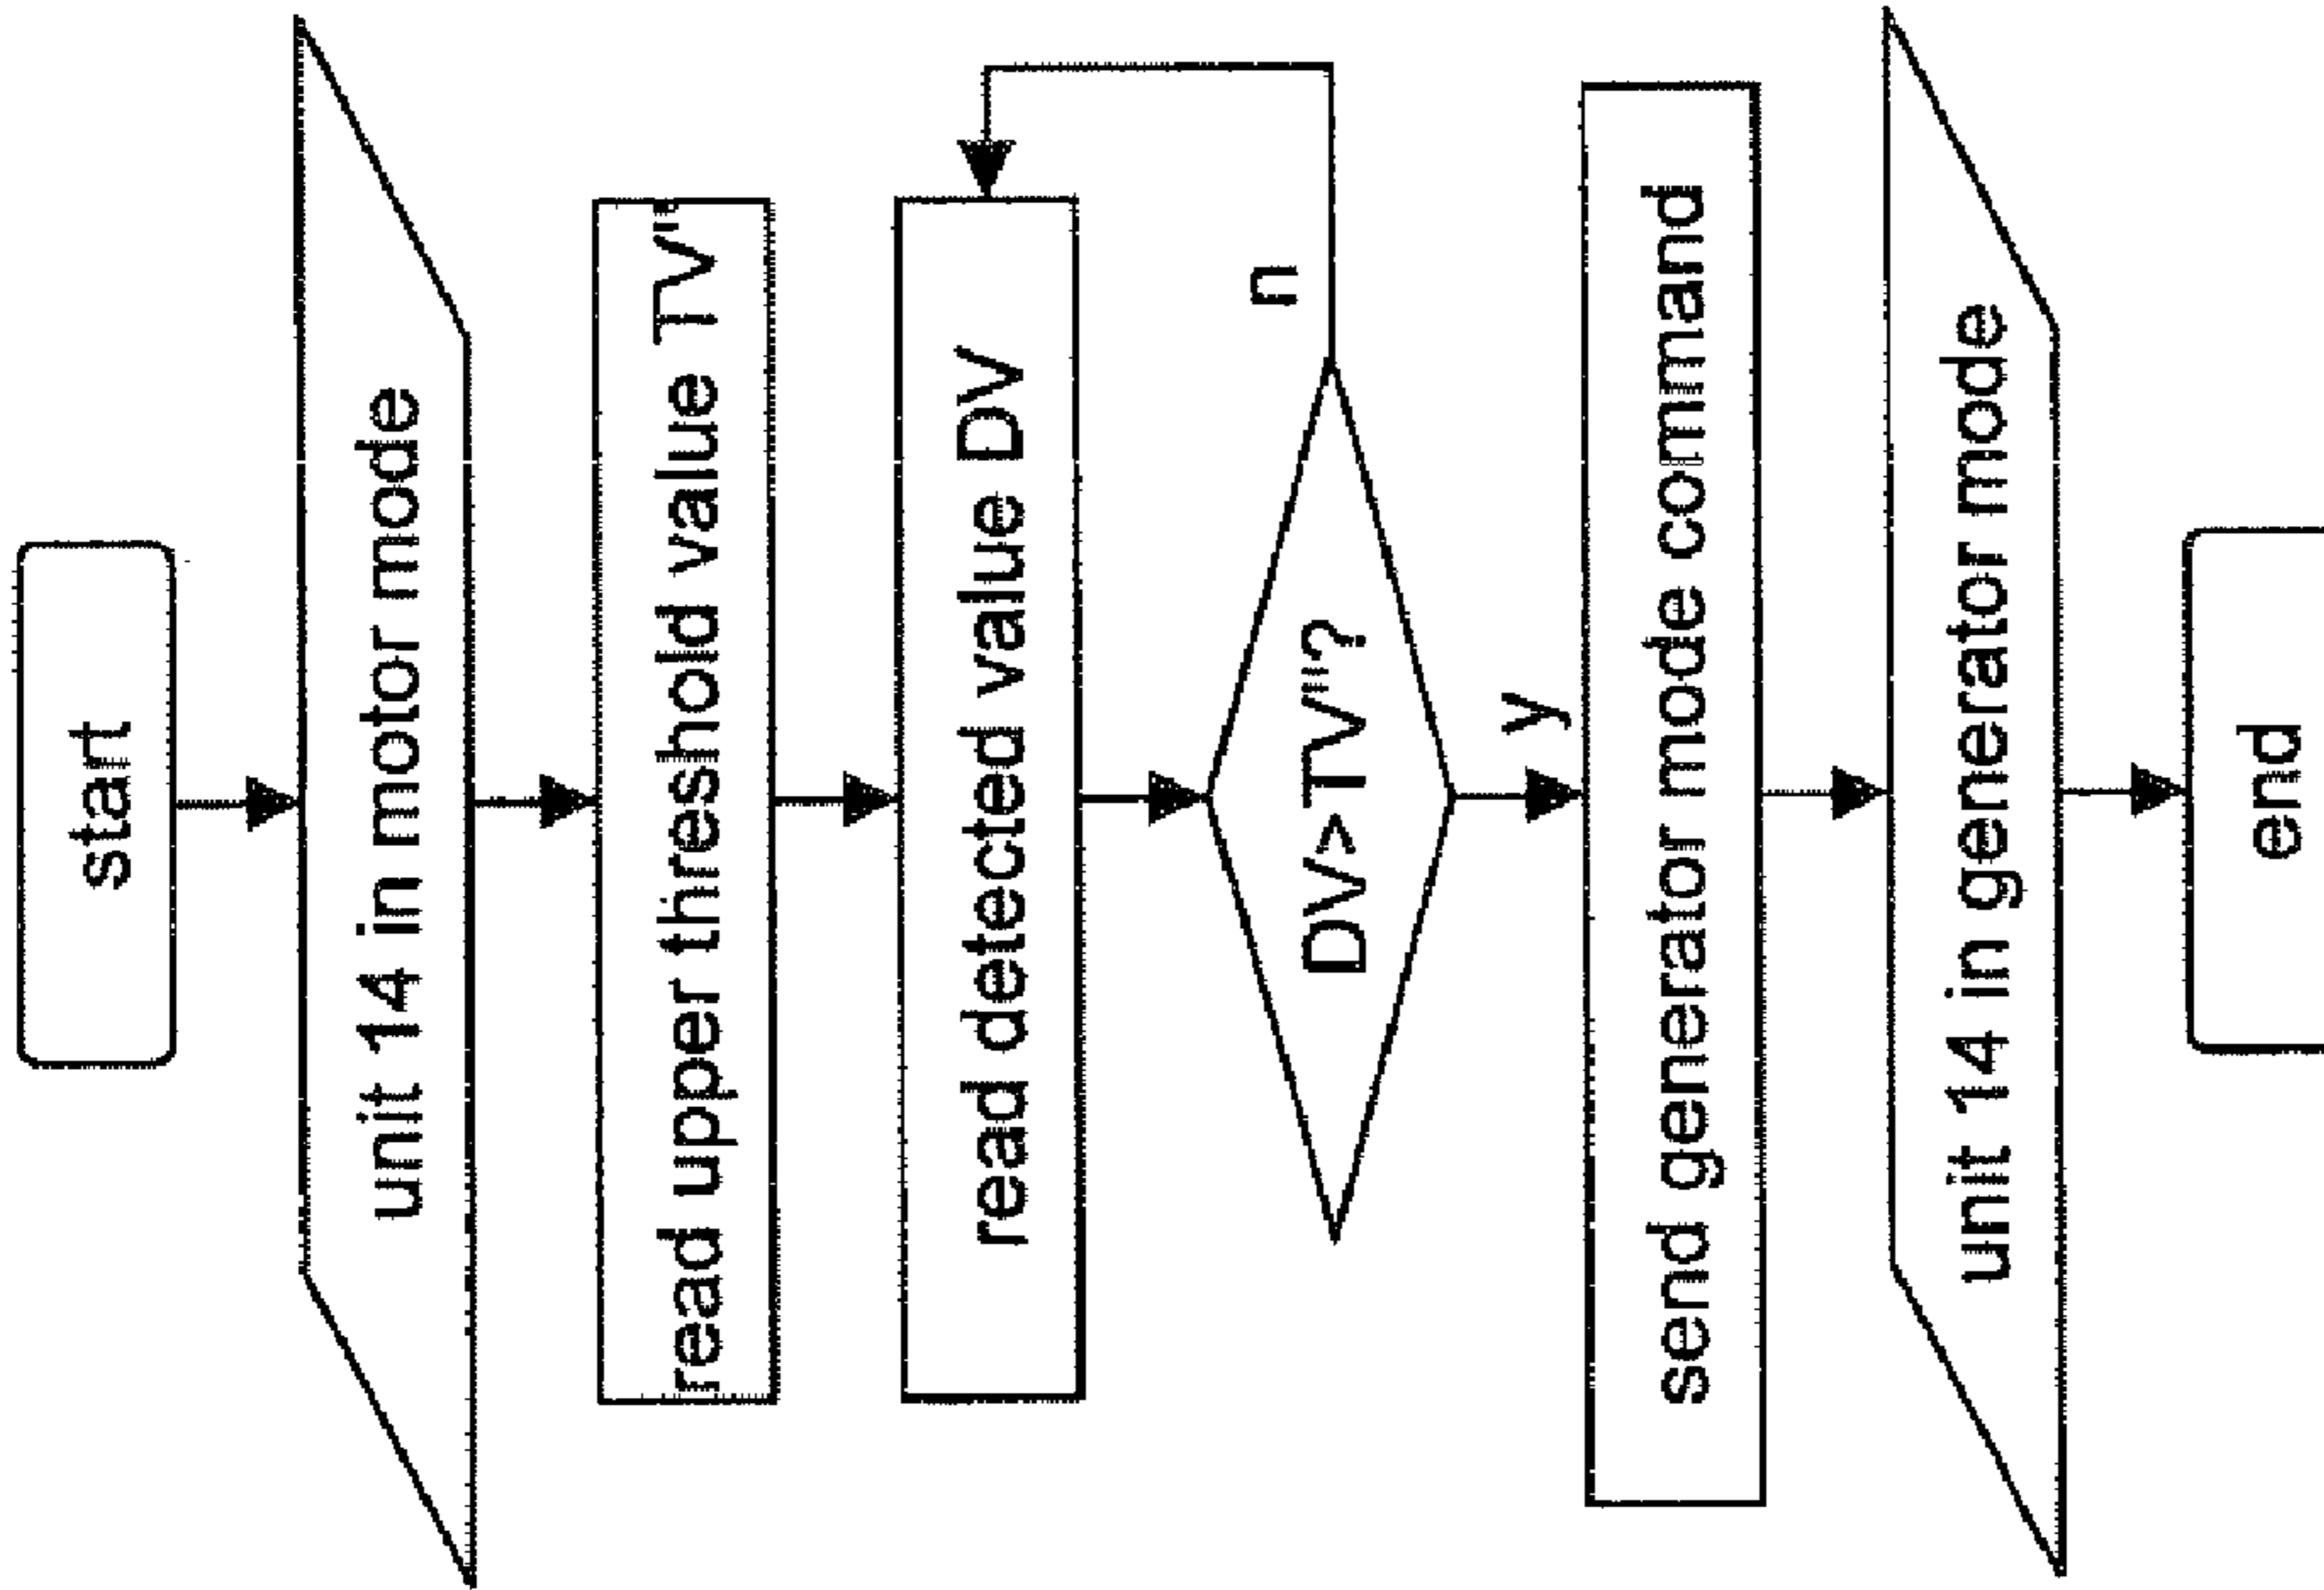 start
unit 14 in motor mode
read upper threshold value TV"
read detected value DV
DV>TV"?
n
y
send generator mode command
unit 14 in generator mode
end